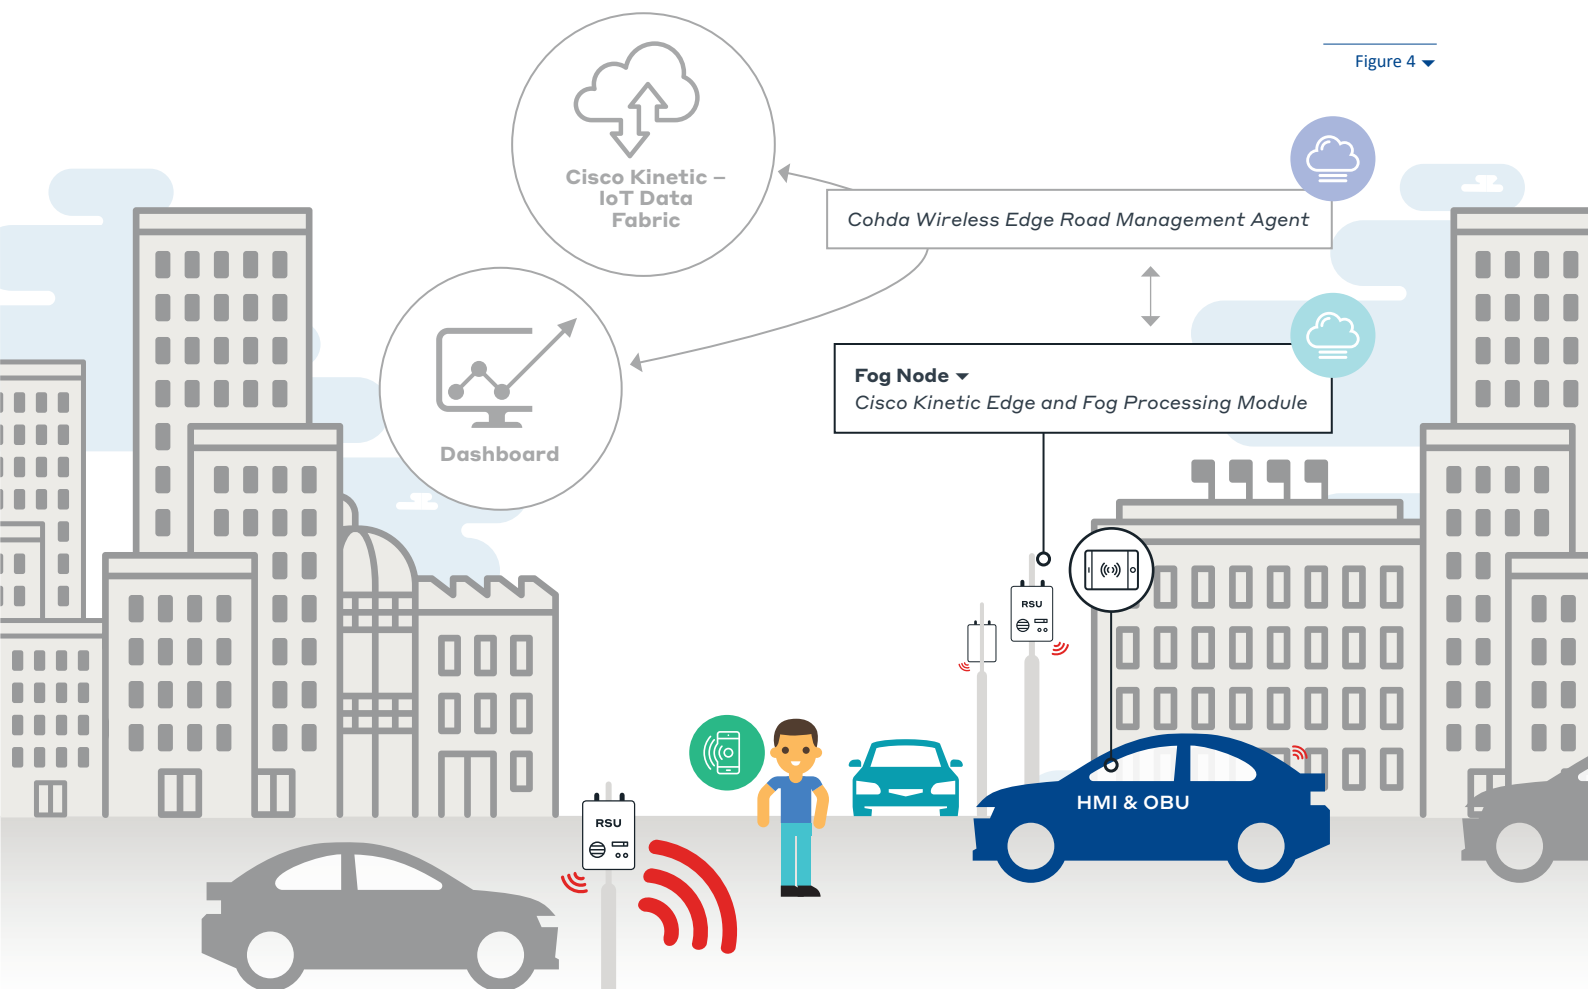 Figure 4
Cisco Kinetic –
IoT Data
Fabric
Cohda Wireless Edge Road Management Agent
Fog Node
Cisco Kinetic Edge and Fog Processing Module
Dashboard
RSU
HMI & OBU
RSU